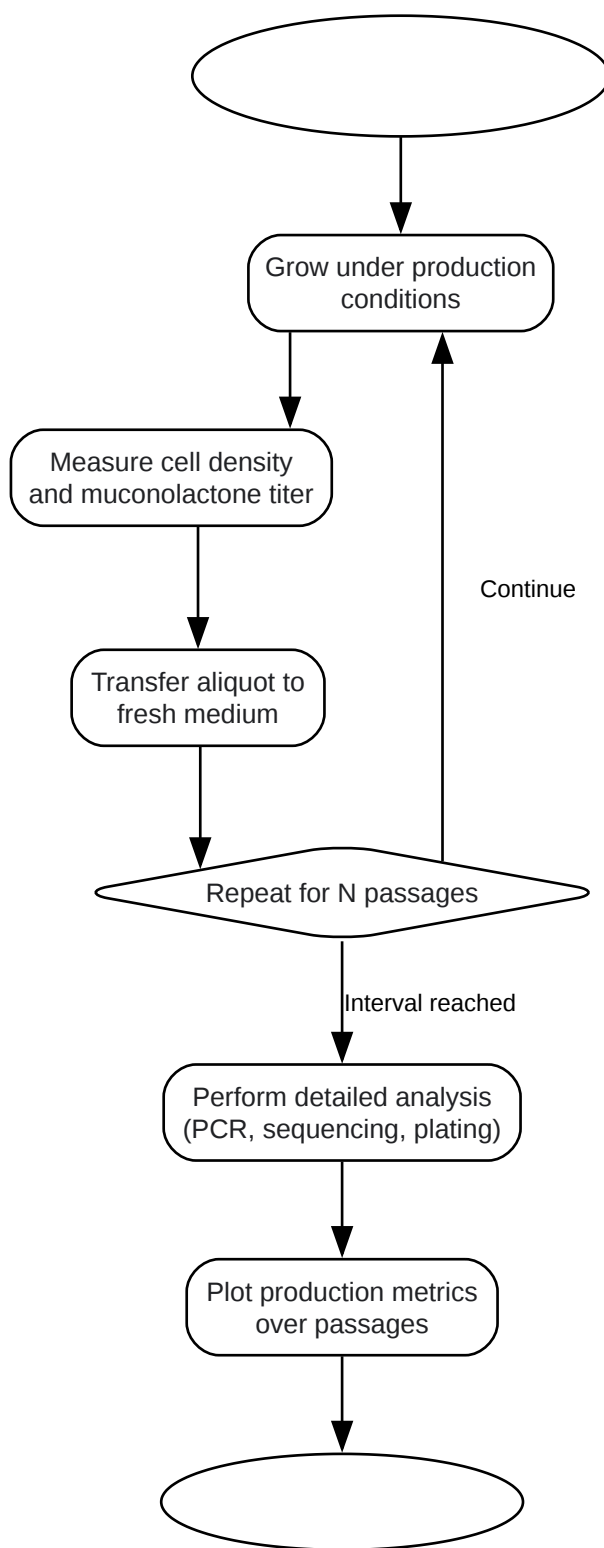 Grow under production
conditions
Measure cell density
and muconolactone titer
Continue
Transfer aliquot to
fresh medium
Repeat for N passages
Interval reached
Perform detailed analysis
(PCR, sequencing, plating)
Plot production metrics
over passages